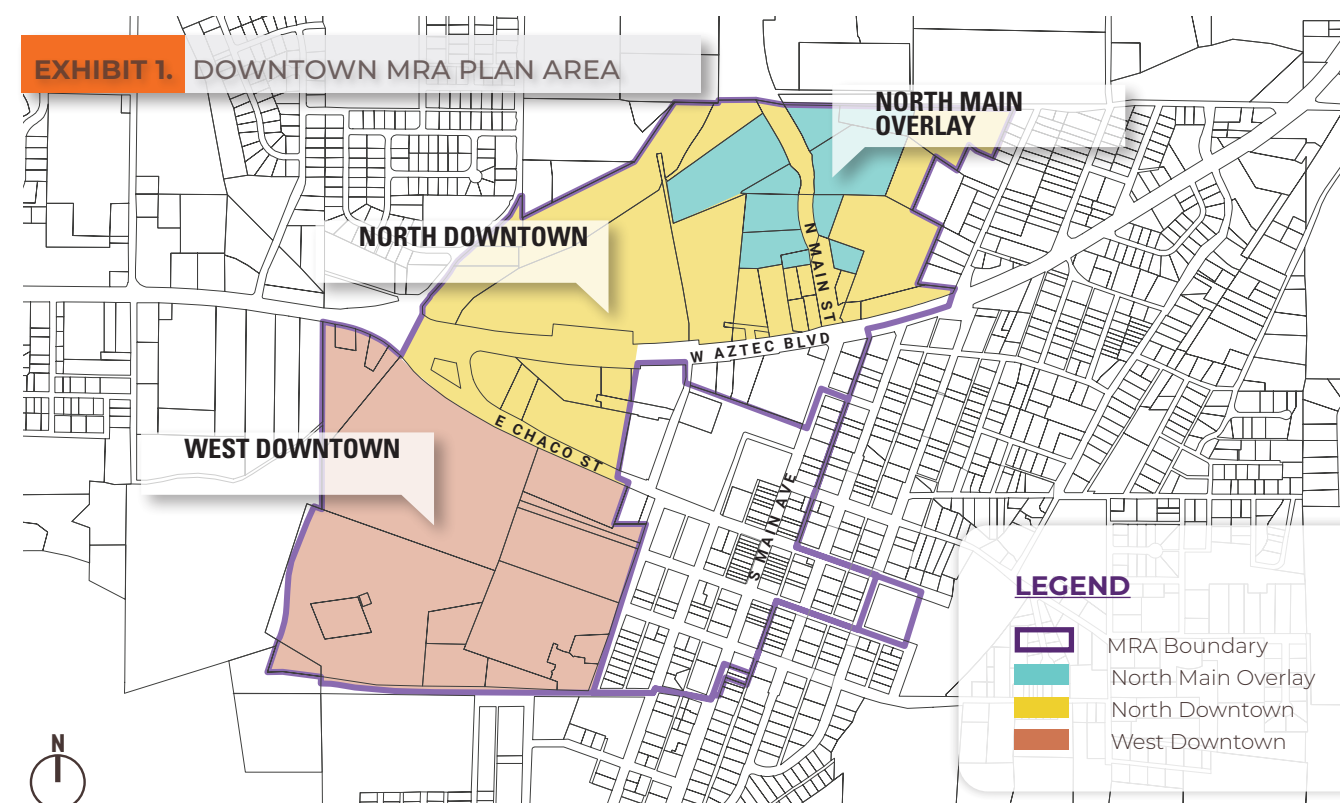 EXHIBIT 1. DOWNTOWN MRA PLAN AREA
NORTH MAIN
OVERLAY
NORTH DOWNTOWN
N MAIN ST
W AZTEC BLVD
E CHACO ST
WEST DOWNTOWN
S MAIN AVE
LEGEND
MRA Boundary
North Main Overlay
North Downtown
West Downtown
N